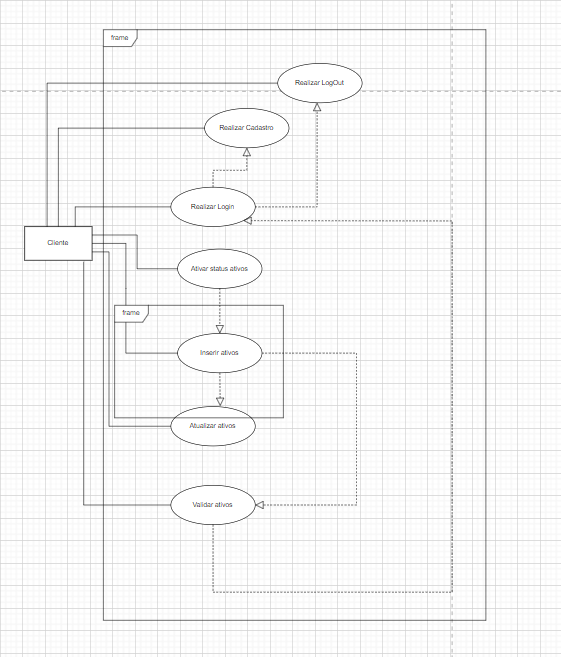 frame
Realizar LogOut
Realizar Cadastro
Realizar Login
Cliente
Ativar status ativos
frame
Inserir ativos
Atualizar ativos
Validar ativos